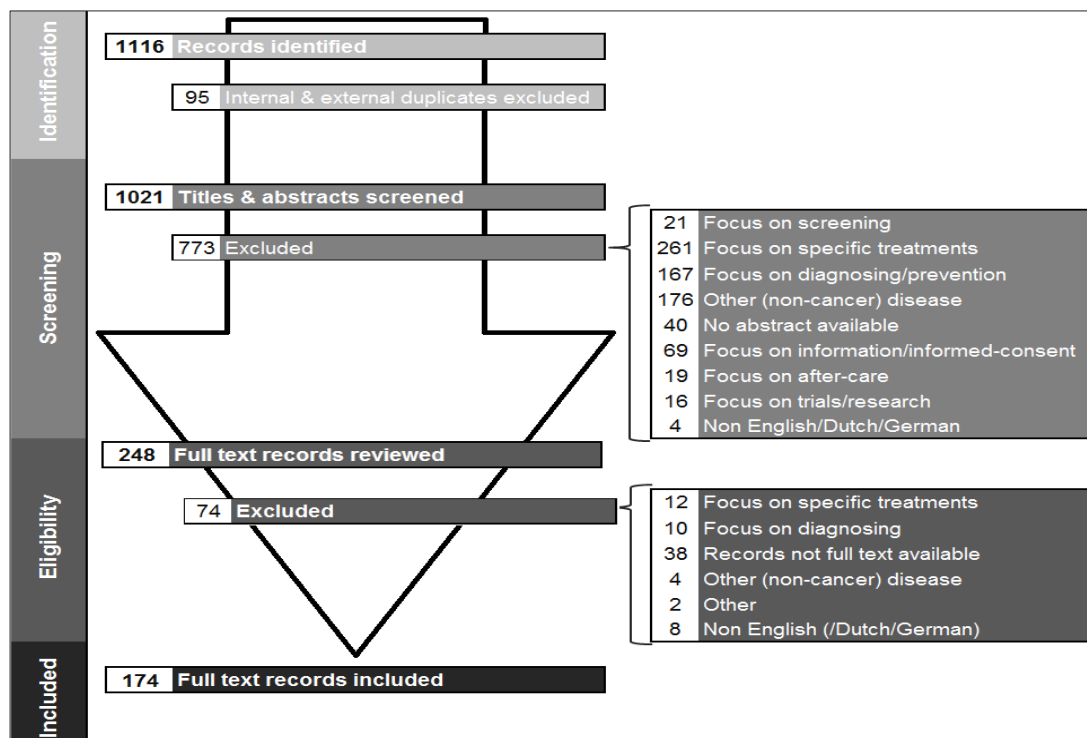 Identification
1116 Records identified
95 Internal & external duplicates excluded
Screening
1021 Titles & abstracts screened
773 Excluded
21 Focus on screening
261 Focus on specific treatments
167 Focus on diagnosing/prevention
176 Other (non-cancer) disease
40 No abstract available
69 Focus on information/informed-consent
19 Focus on after-care
16 Focus on trials/research
4 Non English/Dutch/German
Eligibility
248 Full text records reviewed
74 Excluded
12 Focus on specific treatments
10 Focus on diagnosing
38 Records not full text available
4 Other (non-cancer) disease
2 Other
8 Non English (/Dutch/German)
Included
174 Full text records included